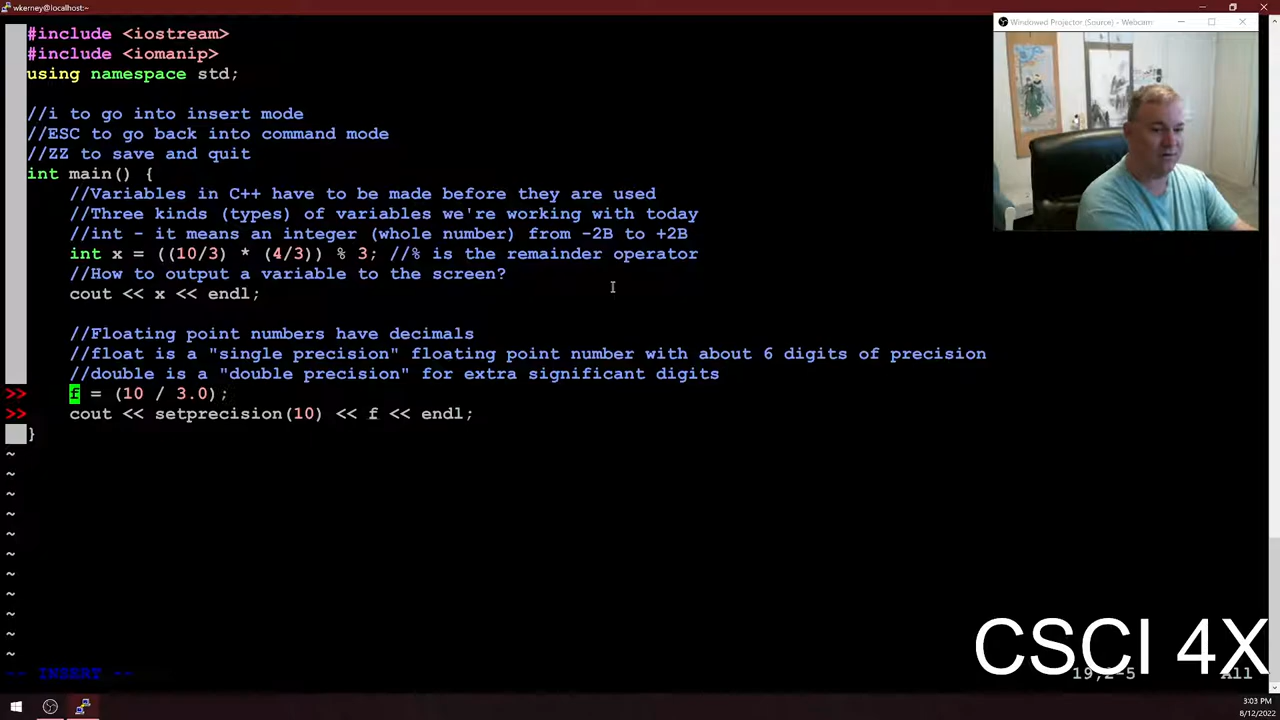 wkerney@localhost:~
Windowed Projector (Source) - Webcam
#include <iostream>
#include <iomanip>
using namespace std;
//i to go into insert mode
//ESC to go back into command mode
//ZZ to save and quit
int main() {
//Variables in C++ have to be made before they are used
//Three kinds (types) of variables we're working with today
//int - it means an integer (whole number) from -2B to +2B
int x = ((10/3) * (4/3)) % 3; //% is the remainder operator
//How to output a variable to the screen?
cout << x << endl;
//Floating point numbers have decimals
//float is a "single precision" floating point number with about 6 digits of precision
//double is a "double precision" for extra significant digits
>> f = (10 / 3.0);
>> cout << setprecision(10) << f << endl;
}
~
~
~
~
~
~
~
~
~
~
~
CSCI 4X
-- INSERT -- 19,2-5 All
3:03 PM
8/12/2022